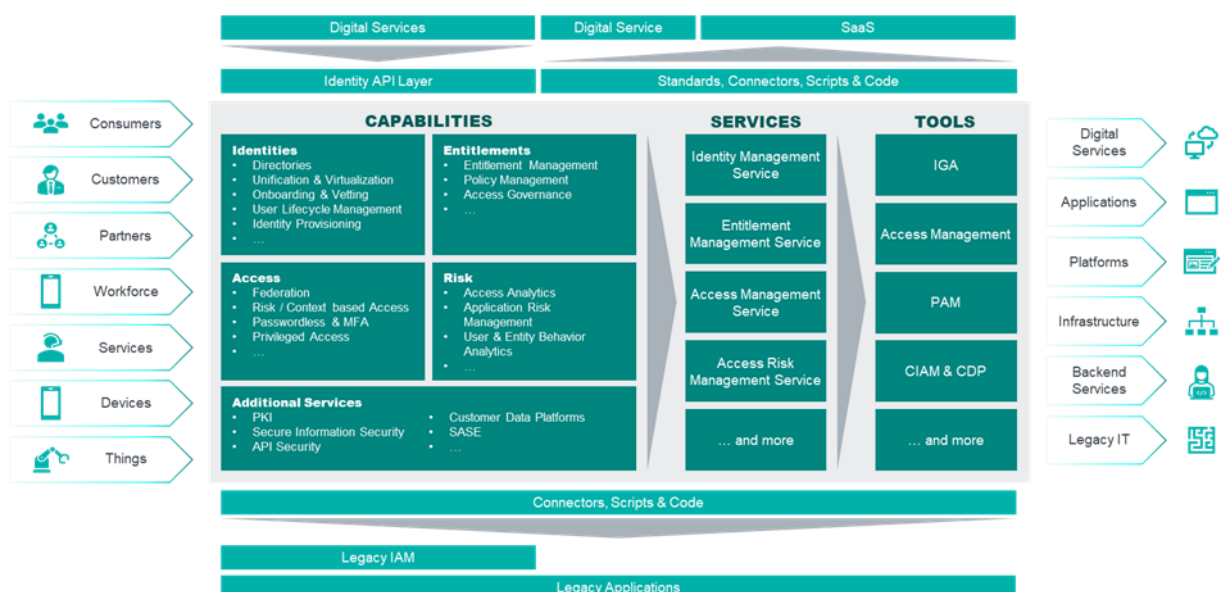 Digital Services
Digital Service
SaaS
Identity API Layer
Standards, Connectors, Scripts & Code
Consumers
Customers
Partners
Workforce
Services
Devices
Things
CAPABILITIES
Identities
• Directories
• Unification & Virtualization
• Onboarding & Vetting
• User Lifecycle Management
• Identity Provisioning
• ...
Entitlements
• Entitlement Management
• Policy Management
• Access Governance
• ...
Access
• Federation
• Risk / Context based Access
• Passwordless & MFA
• Privileged Access
• ...
Risk
• Access Analytics
• Application Risk
Management
• User & Entity Behavior
Analytics
• ...
Additional Services
• PKI
• Secure Information Security
• API Security
• Customer Data Platforms
• SASE
• ...
SERVICES
Identity Management
Service
Entitlement
Management Service
Access Management
Service
Access Risk
Management Service
... and more
TOOLS
IGA
Access Management
PAM
CIAM & CDP
... and more
Digital
Services
Applications
Platforms
Infrastructure
Backend
Services
Legacy IT
Connectors, Scripts & Code
Legacy IAM
Legacy Applications